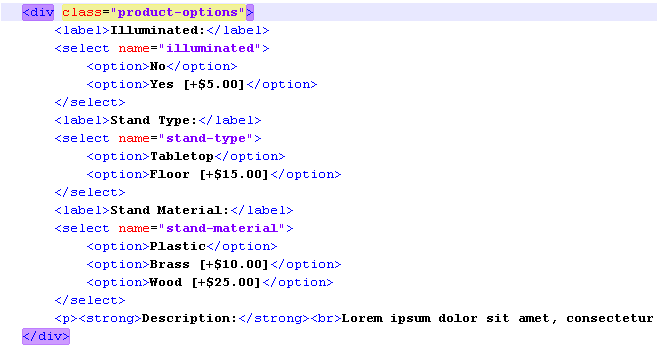 <div class="product-options">
<label>Illuminated:</label>
<select name="illuminated">
<option>No</option>
<option>Yes [+$5.00]</option>
</select>
<label>Stand Type:</label>
<select name="stand-type">
<option>Tabletop</option>
<option>Floor [+$15.00]</option>
</select>
<label>Stand Material:</label>
<select name="stand-material">
<option>Plastic</option>
<option>Brass [+$10.00]</option>
<option>Wood [+$25.00]</option>
</select>
<p><strong>Description:</strong><br>Lorem ipsum dolor sit amet, consectetur
</div>